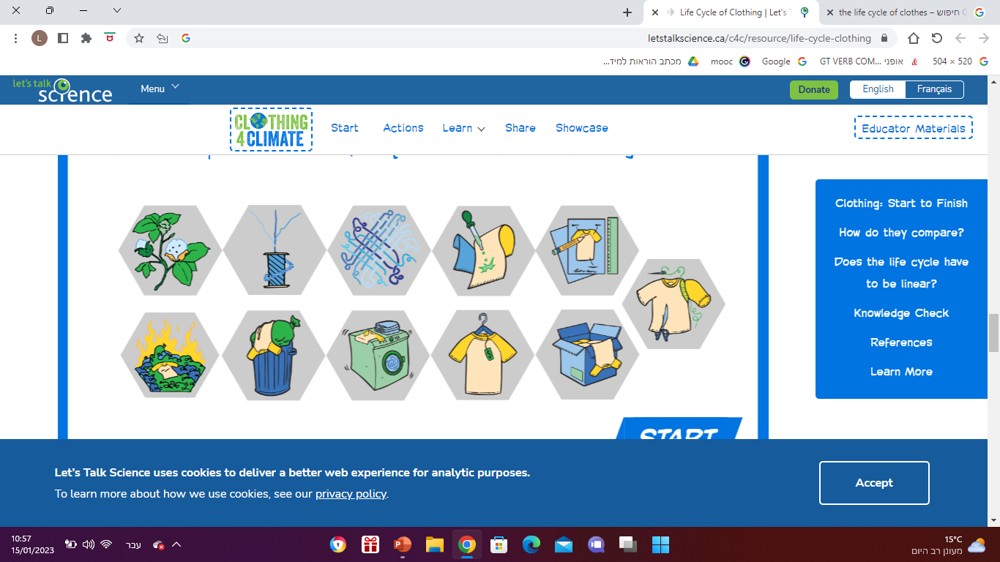 Life Cycle of Clothing | Let's T
the life cycle of clothes – חיפוש G
L
letstalkscience.ca/c4c/resource/life-cycle-clothing
מכתב הוראות למיד...
mooc
Google
GT VERB COM... אופני
504 × 520
let's talk
science
Menu
Donate
English
Français
CLOTHING
4 CLIMATE
Start
Actions
Learn
Share
Showcase
Educator Materials
Clothing: Start to Finish
How do they compare?
Does the life cycle have
to be linear?
Knowledge Check
References
Learn More
START
Let's Talk Science uses cookies to deliver a better web experience for analytic purposes.
To learn more about how we use cookies, see our privacy policy.
Accept
10:57
15/01/2023
עבר
15°C
מעונן רב היום